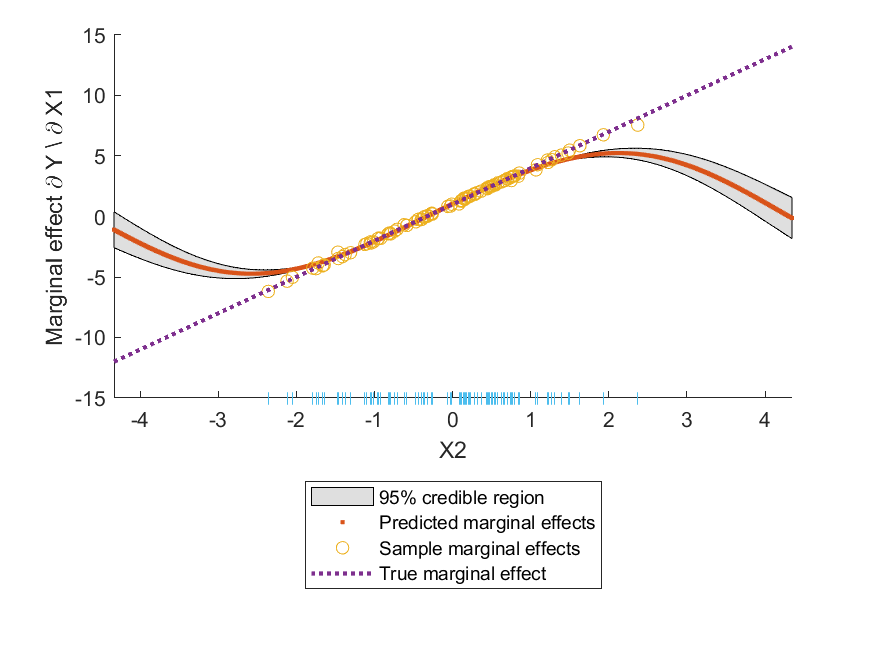 15
10
5
0
-5
-10
-15
Marginal effect ∂ Y \ ∂ X1
-4 -3 -2 -1 0 1 2 3 4
X2
95% credible region
Predicted marginal effects
Sample marginal effects
True marginal effect